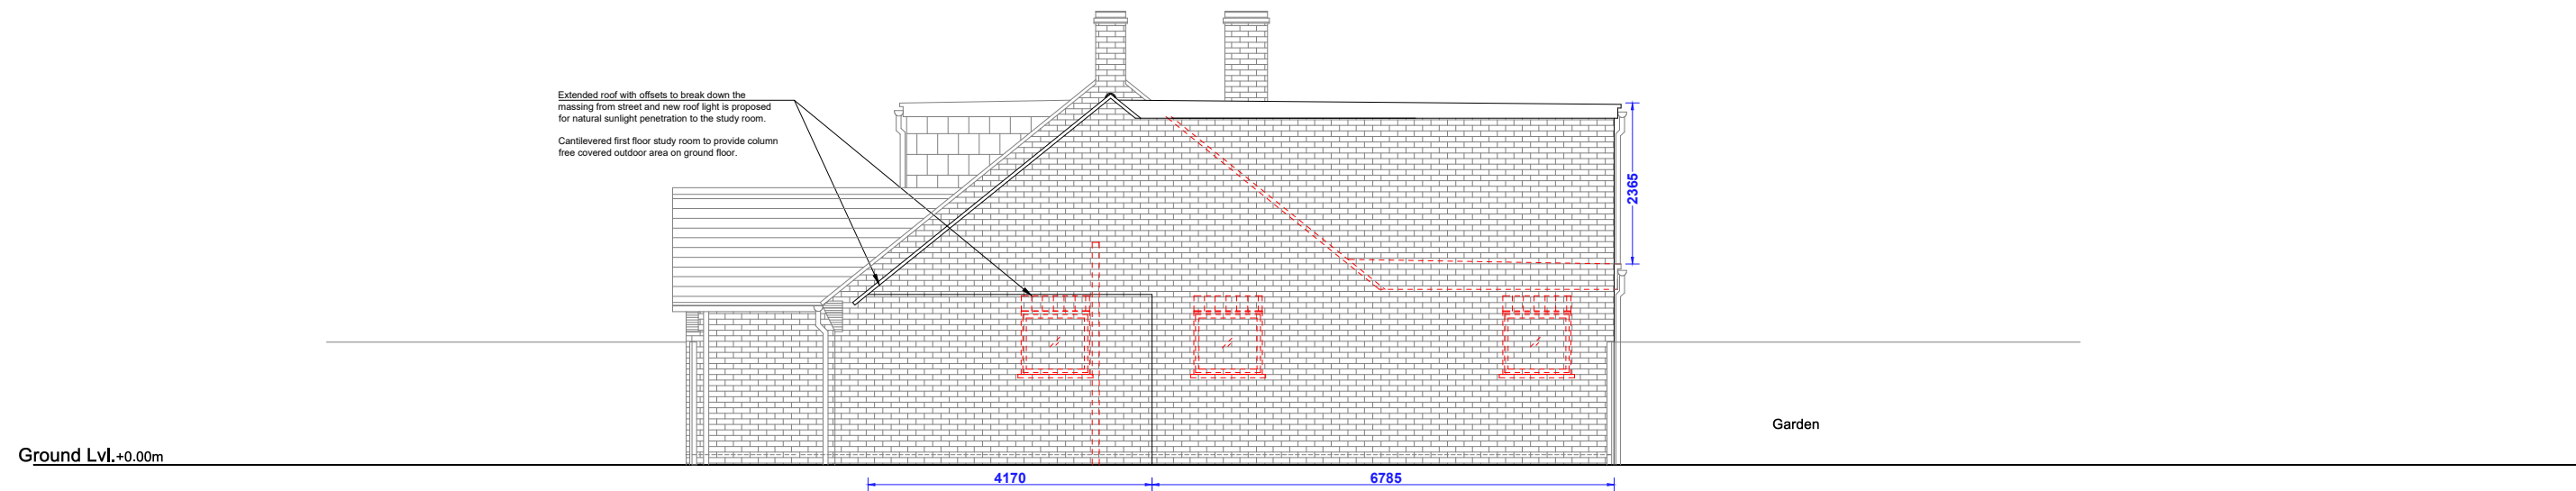 Extended roof with offsets to break down the
massing from street and new roof light is proposed
for natural sunlight penetration to the study room.
Cantilevered first floor study room to provide column
free covered outdoor area on ground floor.
2365
Garden
Ground Lvl.+0.00m
4170
6785